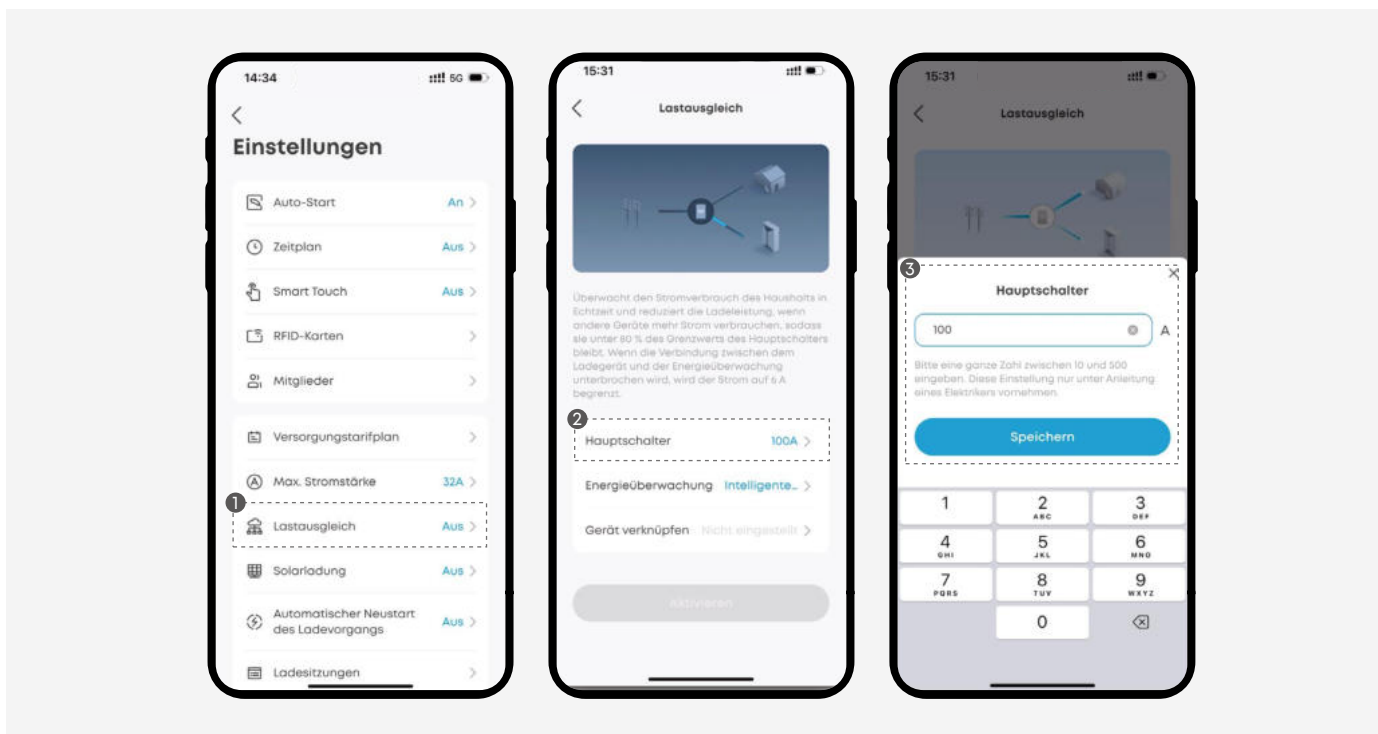 14:34
5G
Einstellungen
Auto-Start An
Zeitplan Aus
Smart Touch Aus
RFID-Karten
Mitglieder
Versorgungstarifplan
Max. Stromstärke 32A
1
Lastausgleich Aus
Solarladung Aus
Automatischer Neustart
des Ladevorgangs Aus
Ladesitzungen
15:31
Lastausgleich
Überwacht den Stromverbrauch des Haushalts in
Echtzeit und reduziert die Ladeleistung, wenn
andere Geräte mehr Strom verbrauchen, sodass
sie unter 80 % des Grenzwerts des Hauptschalters
bleibt. Wenn die Verbindung zwischen dem
Ladegerät und der Energieüberwachung
unterbrochen wird, wird der Strom auf 6 A
begrenzt.
2
Hauptschalter 100A
Energieüberwachung Intelligente...
Gerät verknüpfen Nicht eingestellt
Aktivieren
15:31
Lastausgleich
3
Hauptschalter
100 A
Bitte eine ganze Zahl zwischen 10 und 500
eingeben. Diese Einstellung nur unter Anleitung
eines Elektrikers vornehmen.
Speichern
1 2 3
ABC DEF
4 5 6
GHI JKL MNO
7 8 9
PQRS TUV WXYZ
0